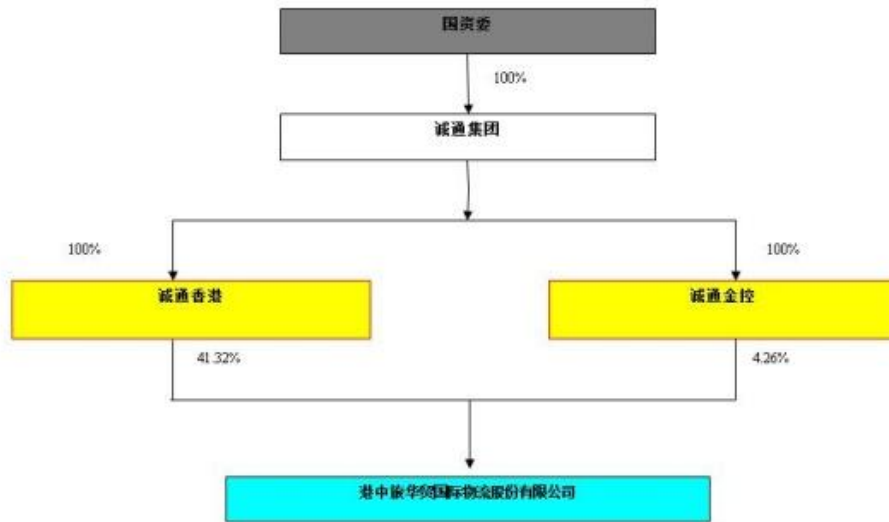 国资委
100%
诚通集团
100%
100%
诚通香港
诚通金控
41.32%
4.26%
港中旅华贸国际物流股份有限公司